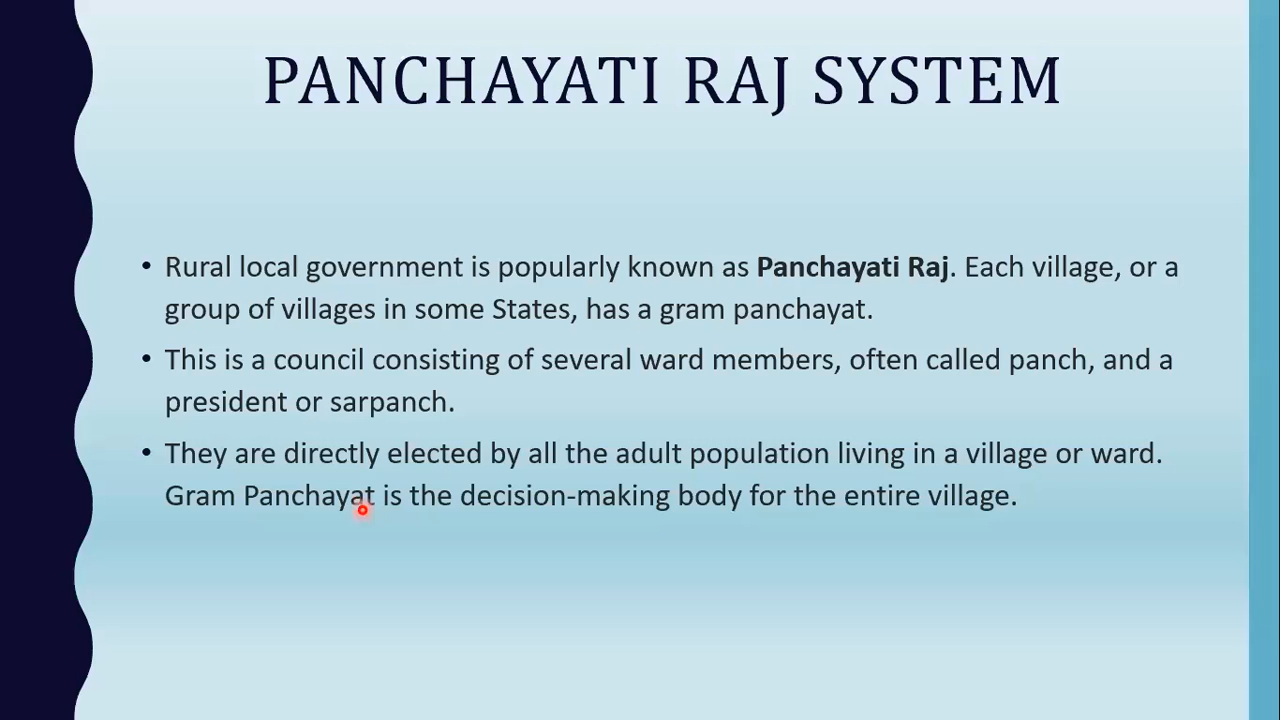 PANCHAYATI RAJ SYSTEM
• Rural local government is popularly known as Panchayati Raj. Each village, or a
group of villages in some States, has a gram panchayat.
• This is a council consisting of several ward members, often called panch, and a
president or sarpanch.
• They are directly elected by all the adult population living in a village or ward.
Gram Panchayat is the decision-making body for the entire village.